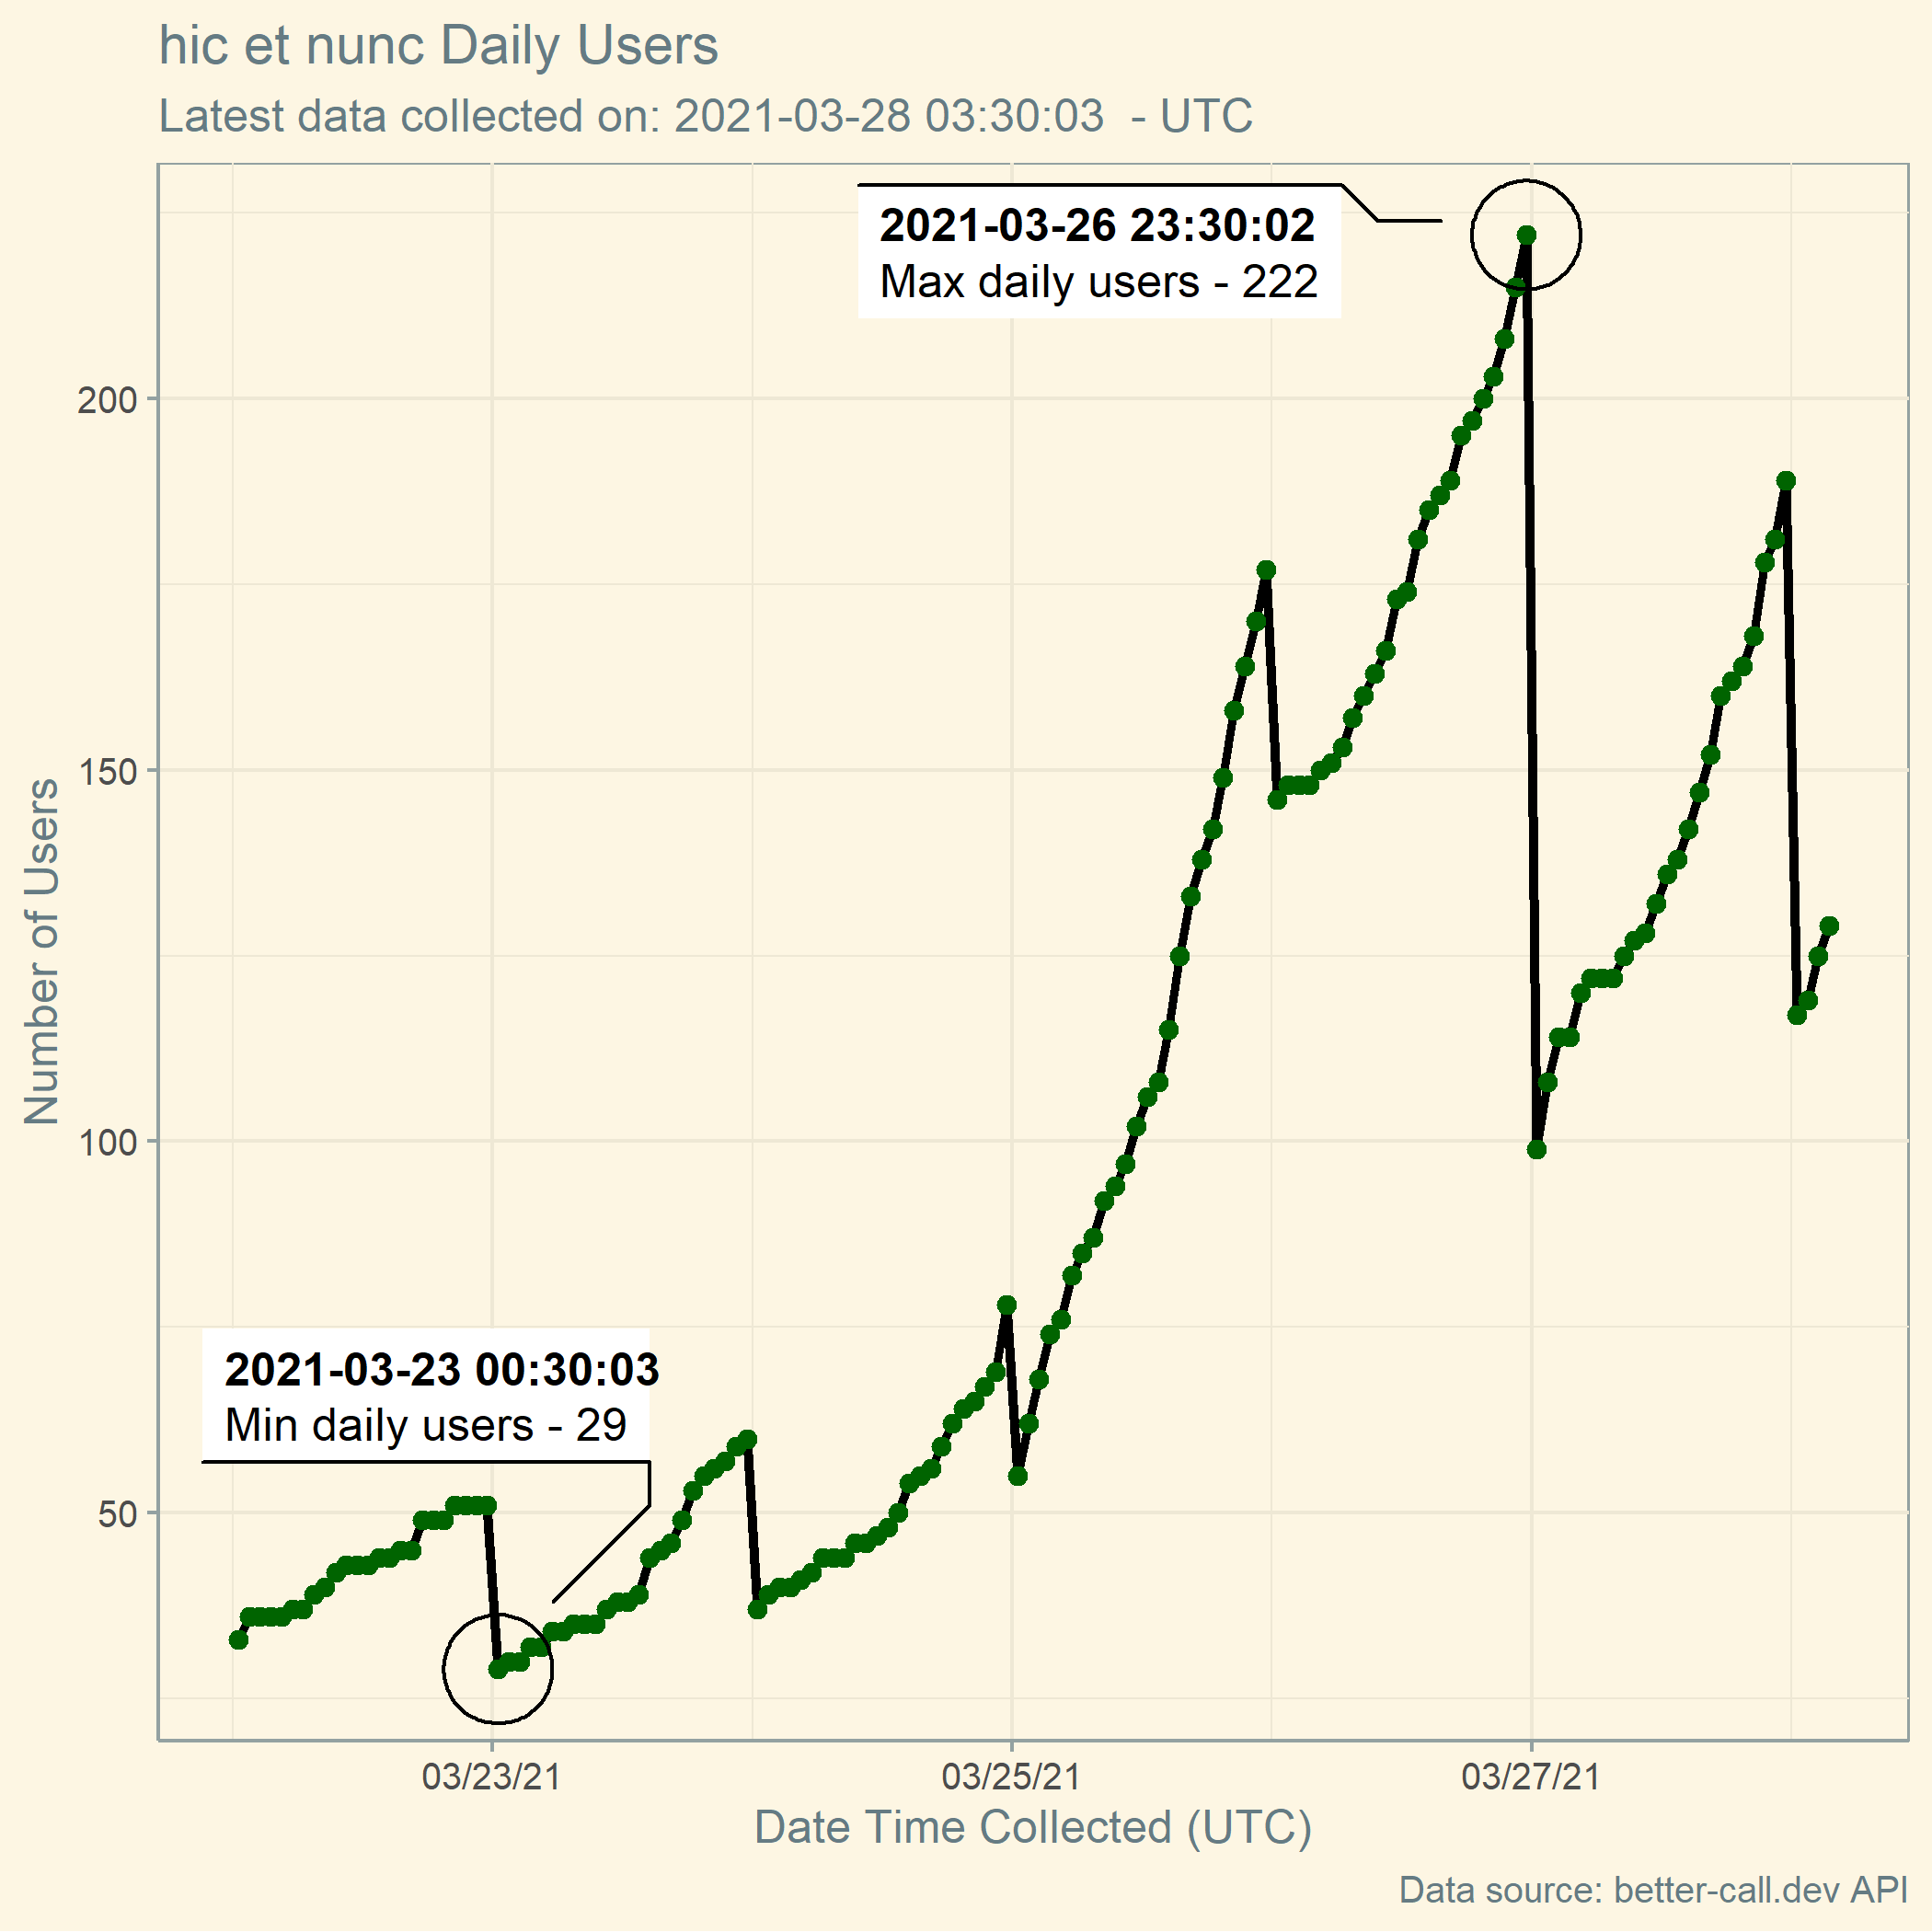 hic et nunc Daily Users
Latest data collected on: 2021-03-28 03:30:03  - UTC
2021-03-26 23:30:02
Max daily users - 222
200
150
100
50
Number of Users
2021-03-23 00:30:03
Min daily users - 29
03/23/21
03/25/21
03/27/21
Date Time Collected (UTC)
Data source: better-call.dev API